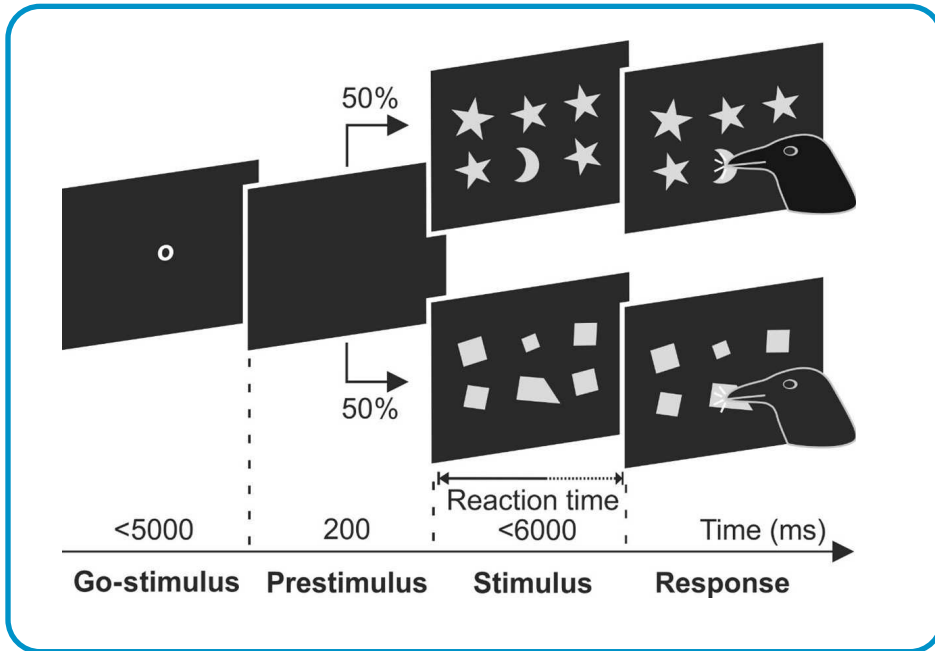 50%
50%
Reaction time
<5000 200 <6000 Time (ms)
Go-stimulus Prestimulus Stimulus Response